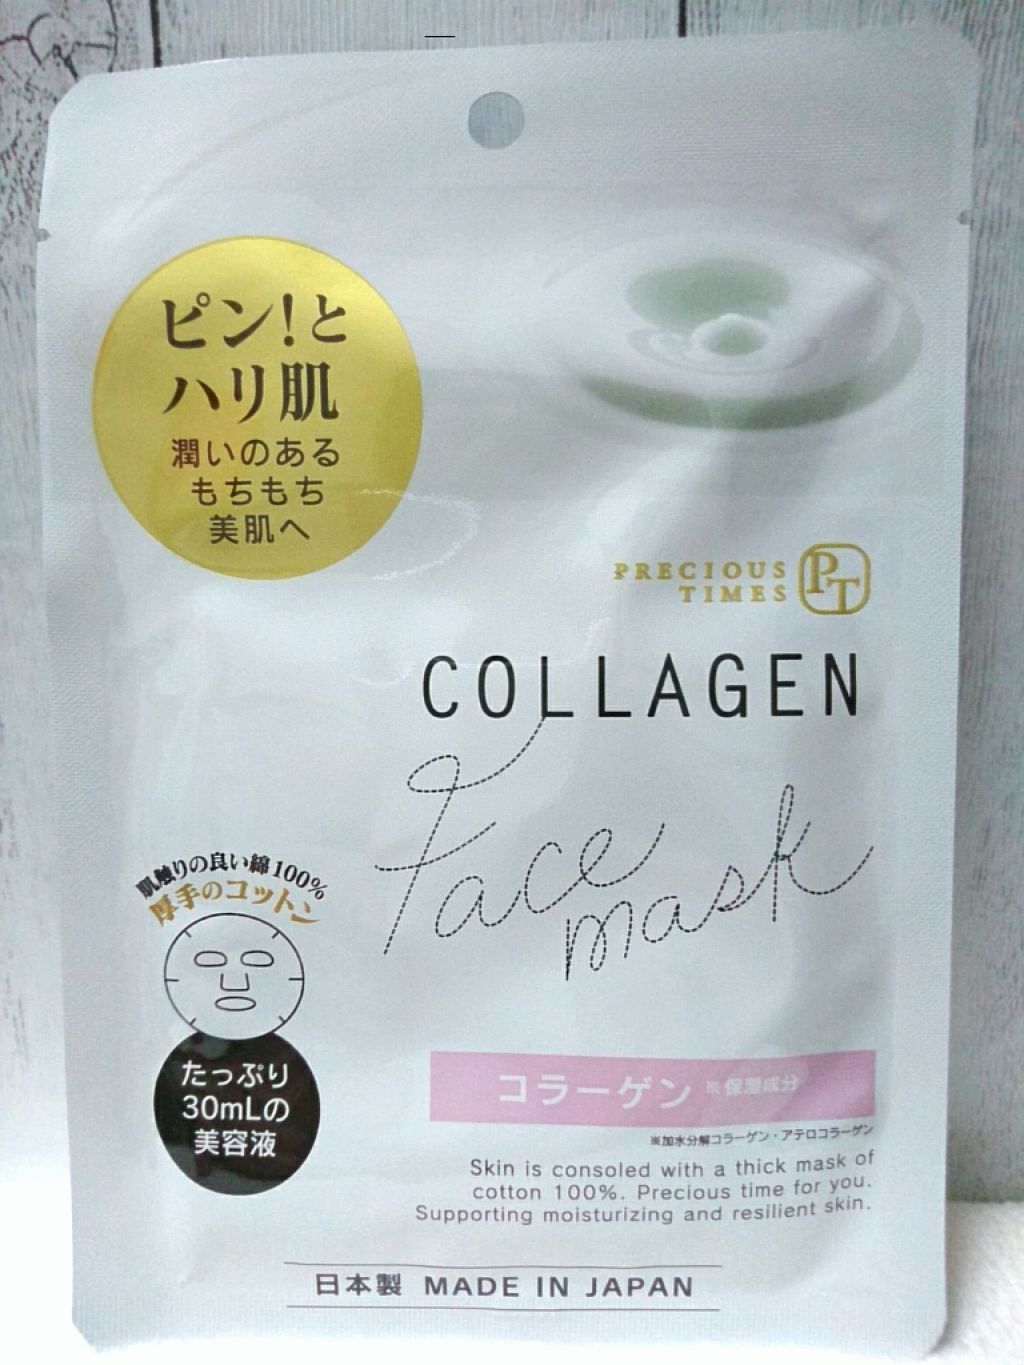 ピン!と
ハリ肌
潤いのある
もちもち
美肌へ
PRECIOUS
TIMES
PT
COLLAGEN
Face
mask
肌触りの良い綿100%
厚手のコットン
たっぷり
30mLの
美容液
コラーゲン ※保湿成分
※加水分解コラーゲン・アテロコラーゲン
Skin is consoled with a thick mask of
cotton 100%. Precious time for you.
Supporting moisturizing and resilient skin.
日本製 MADE IN JAPAN